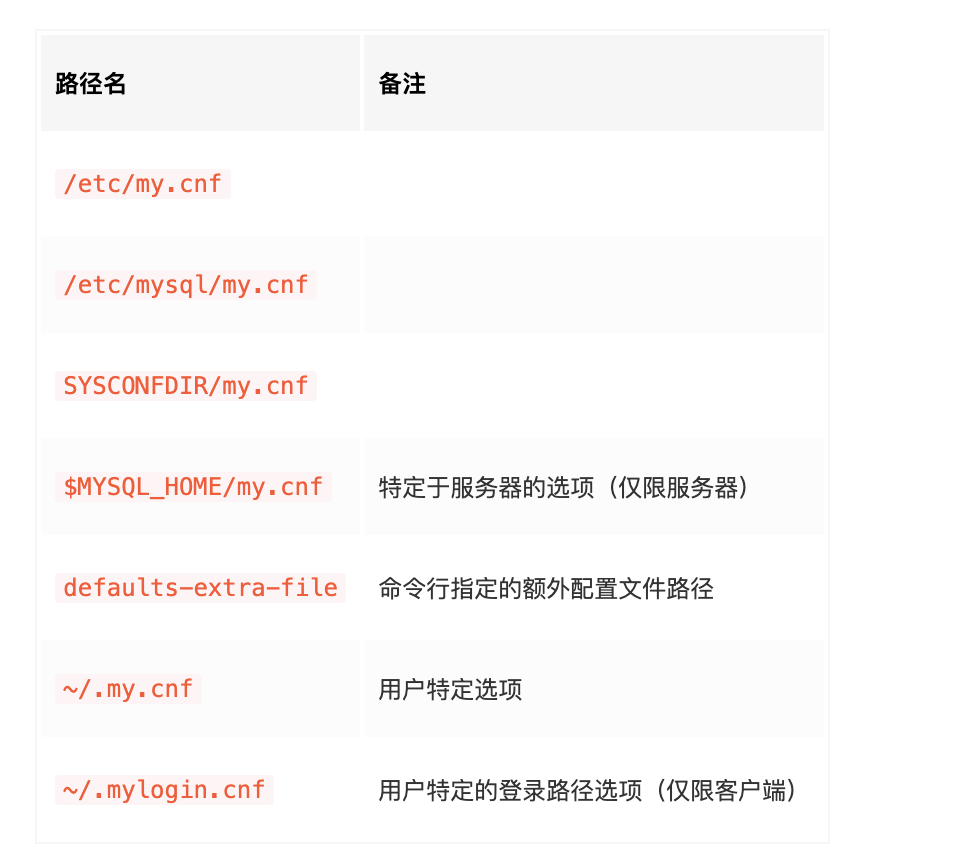 路径名 备注
/etc/my.cnf
/etc/mysql/my.cnf
SYSCONFDIR/my.cnf
$MYSQL_HOME/my.cnf 特定于服务器的选项（仅限服务器）
defaults-extra-file 命令行指定的额外配置文件路径
~/.my.cnf 用户特定选项
~/.mylogin.cnf 用户特定的登录路径选项（仅限客户端）